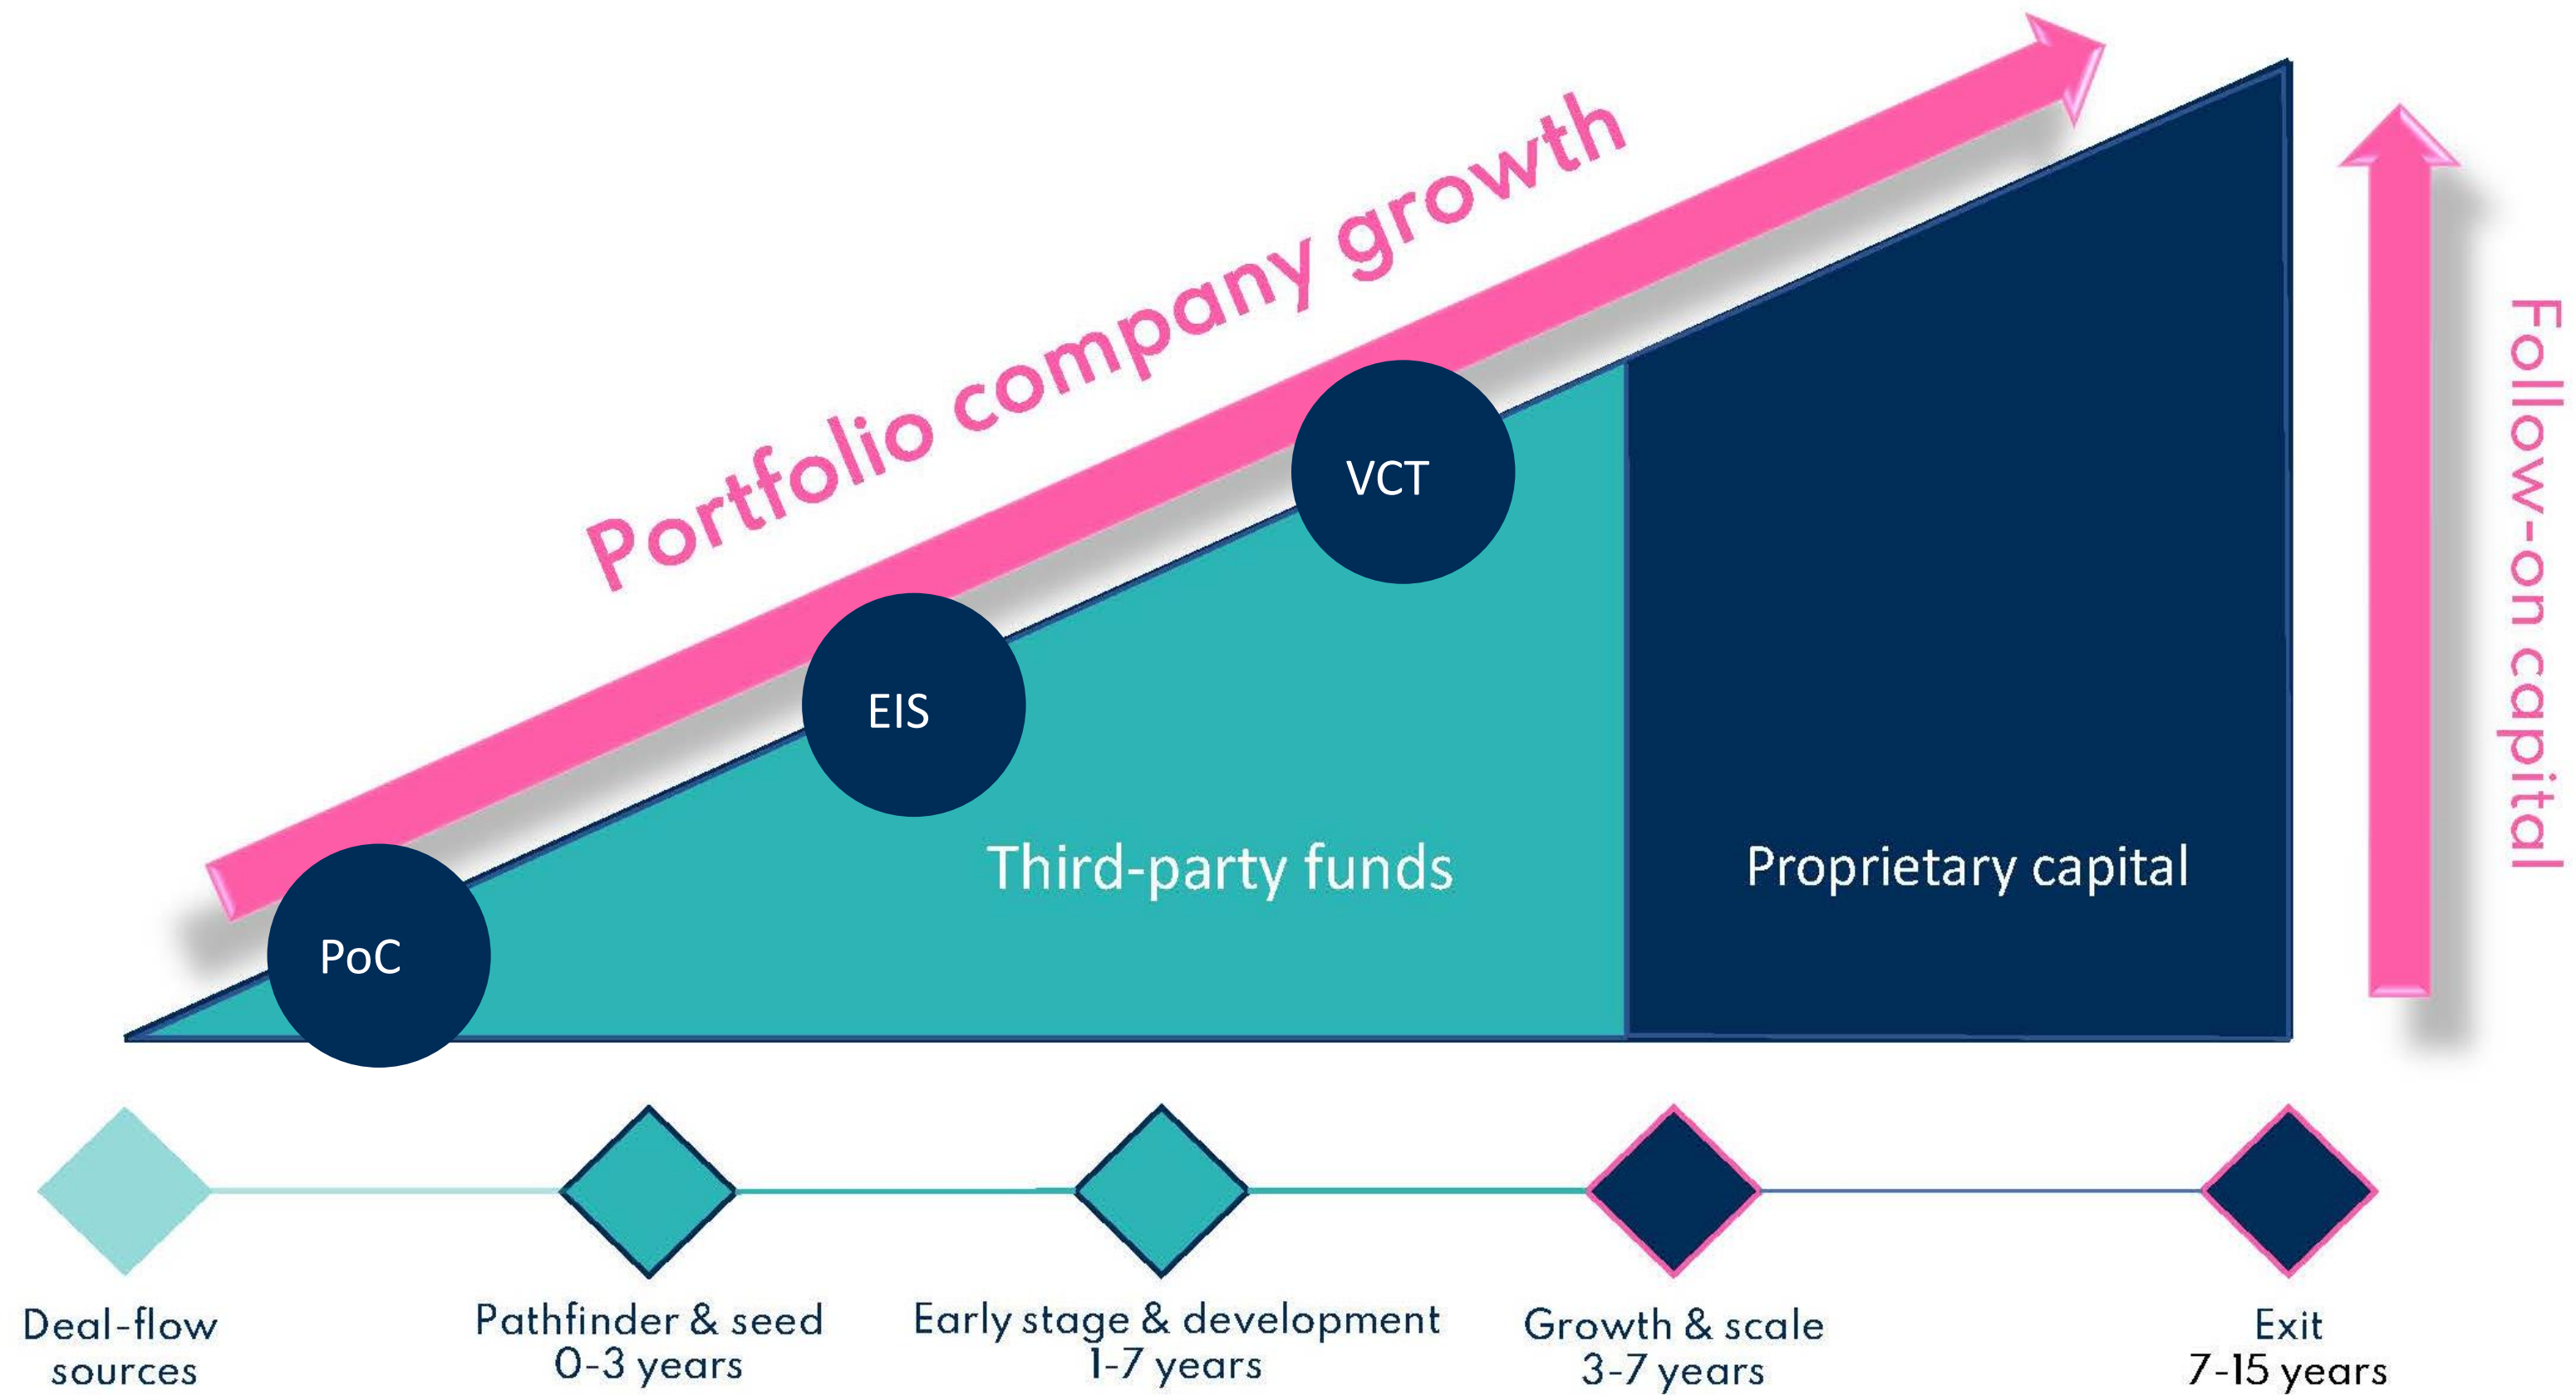 Portfolio company growth
Follow-on capital
VCT
EIS
PoC
Third-party funds
Proprietary capital
Deal-flow
sources
Pathfinder & seed
0-3 years
Early stage & development
1-7 years
Growth & scale
3-7 years
Exit
7-15 years